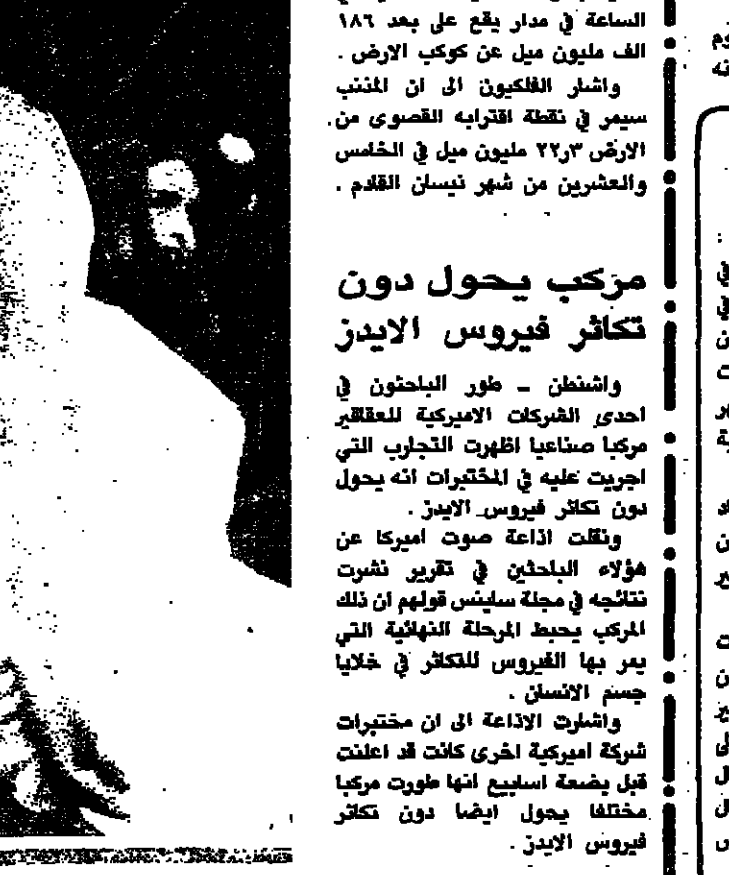 الساعة في مدار يقع على بعد ١٨٦
الف مليون ميل عن كوكب الارض .
واشار الفلكيون الى ان المذنب
سيمر في نقطة اقترابه القصوى من
الارض ٢٢٫٣ مليون ميل في الخامس
والعشرين من شهر نيسان القادم .
مركب يحول دون
تكاثر فيروس الايدز
واشنطن ـ طور الباحثون في
احدى الشركات الاميركية للعقاقير
مركبا صناعيا اظهرت التجارب التي
اجريت عليه في المختبرات انه يحول
دون تكاثر فيروس الايدز .
ونقلت اذاعة صوت اميركا عن
هؤلاء الباحثين في تقرير نشرت
نتائجه في مجلة ساينس قولهم ان ذلك
المركب يحبط المرحلة النهائية التي
يمر بها الفيروس للتكاثر في خلايا
جسم الانسان .
واشارت الاذاعة الى ان مختبرات
شركة اميركية اخرى كانت قد اعلنت
قبل بضعة اسابيع انها طورت مركبا
مختلفا يحول ايضا دون تكاثر
فيروس الايدز .